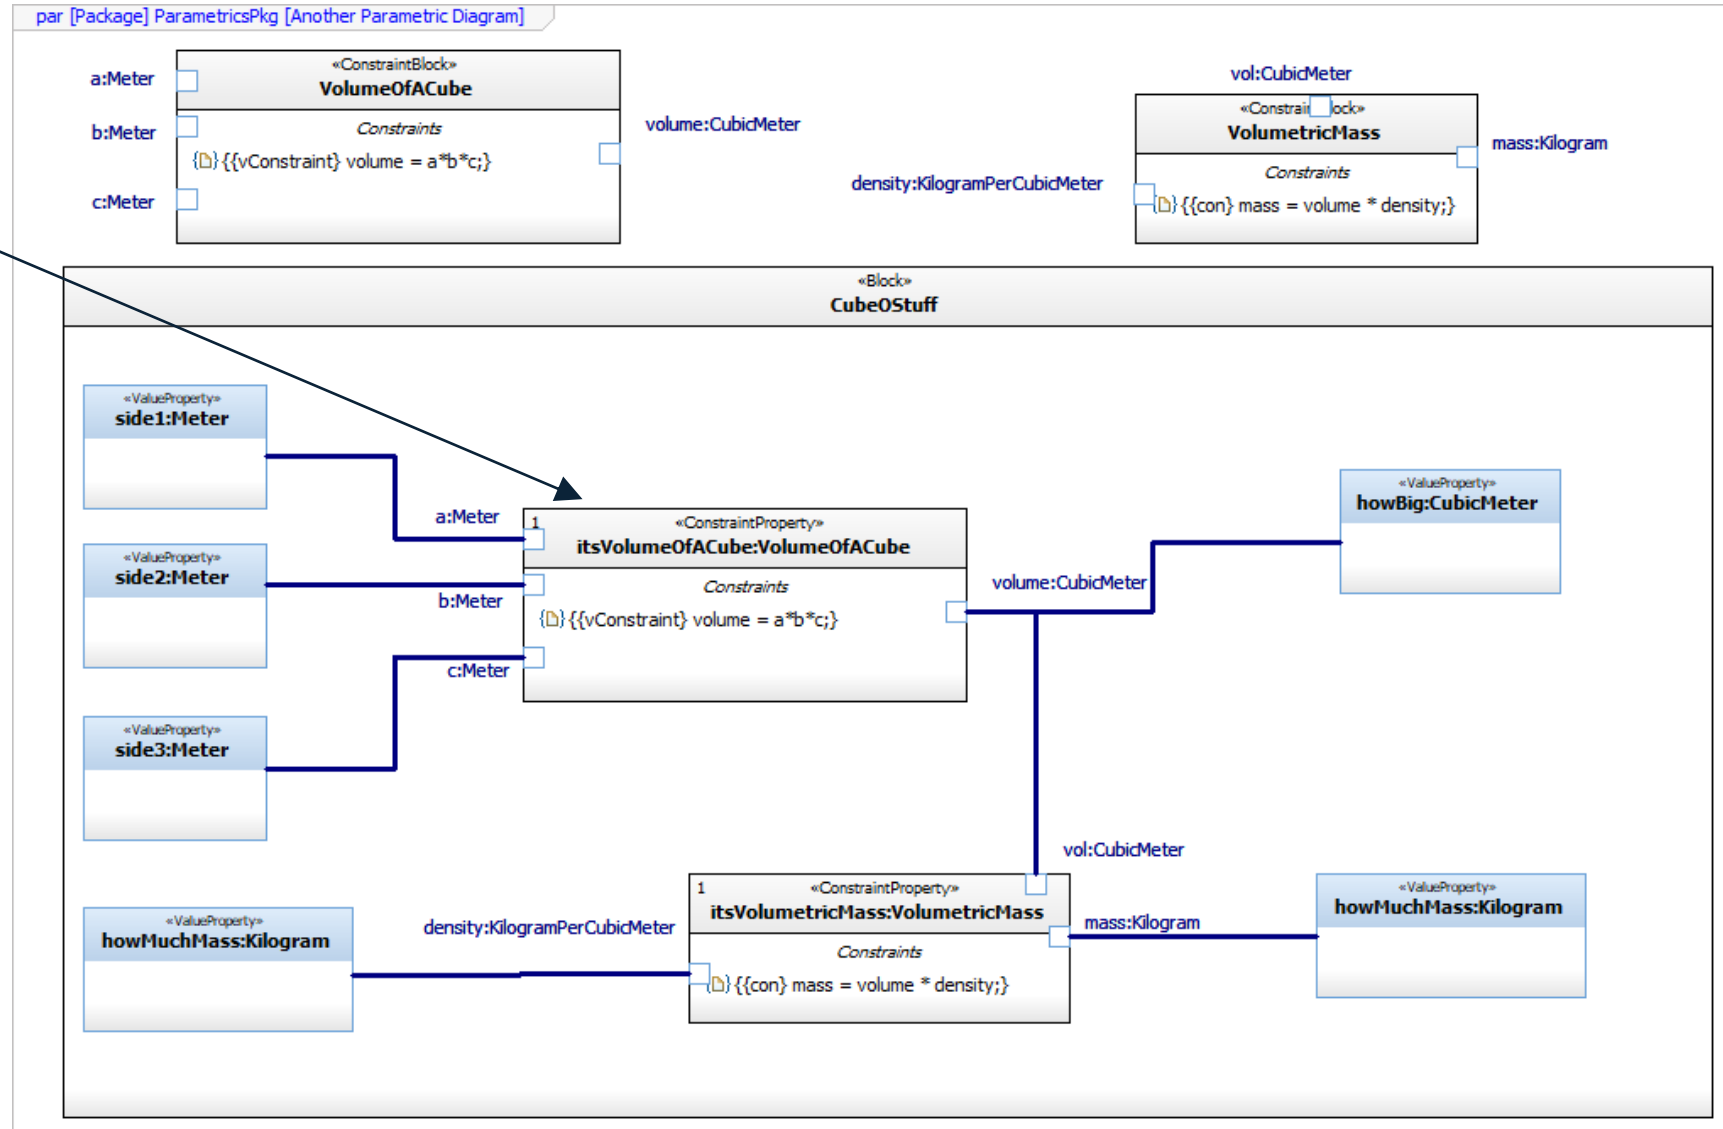 par [Package] ParametricsPkg [Another Parametric Diagram]
«ConstraintBlock»
VolumeOfACube
a:Meter
b:Meter
c:Meter
Constraints
{{vConstraint} volume = a*b*c;}
volume:CubicMeter
vol:CubicMeter
VolumetricMass
mass:Kilogram
density:KilogramPerCubicMeter
Constraints
{{con} mass = volume * density;}
«Block»
CubeOStuff
«ValueProperty»
side1:Meter
«ValueProperty»
side2:Meter
«ValueProperty»
side3:Meter
a:Meter
b:Meter
c:Meter
1
«ConstraintProperty»
itsVolumeOfACube:VolumeOfACube
Constraints
{{vConstraint} volume = a*b*c;}
volume:CubicMeter
«ValueProperty»
howBig:CubicMeter
vol:CubicMeter
«ValueProperty»
howMuchMass:Kilogram
density:KilogramPerCubicMeter
1
«ConstraintProperty»
itsVolumetricMass:VolumetricMass
Constraints
{{con} mass = volume * density;}
mass:Kilogram
«ValueProperty»
howMuchMass:Kilogram